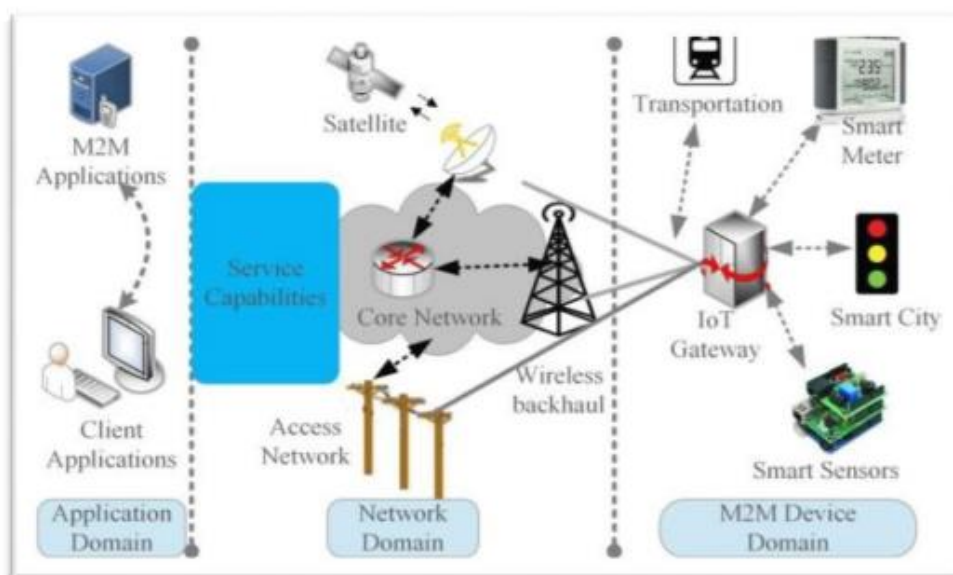 M2M
Applications
Client
Applications
Application
Domain
Satellite
Service
Capabilities
Core Network
Access
Network
Wireless
backhaul
Network
Domain
Transportation
Smart
Meter
IoT
Gateway
Smart City
Smart Sensors
M2M Device
Domain